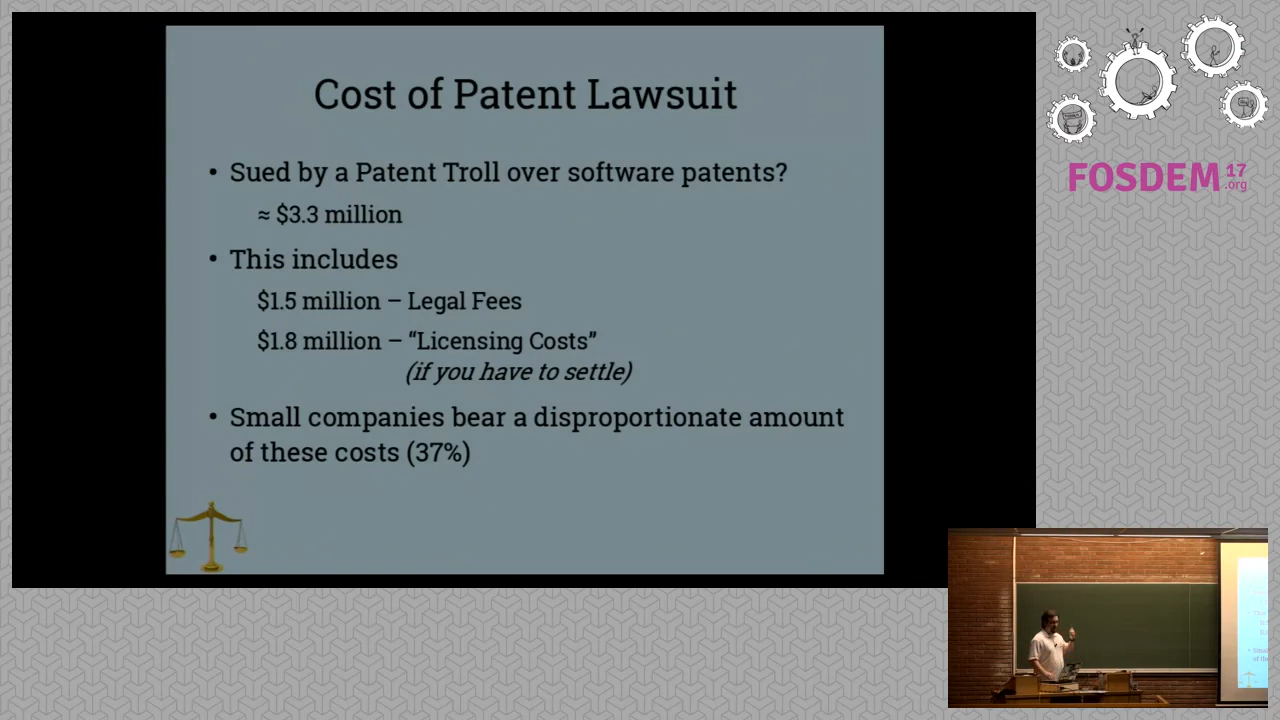 Cost of Patent Lawsuit
• Sued by a Patent Troll over software patents?
≈ $3.3 million
• This includes
$1.5 million – Legal Fees
$1.8 million – “Licensing Costs”
(if you have to settle)
• Small companies bear a disproportionate amount
of these costs (37%)
FOSDEM 17
.org